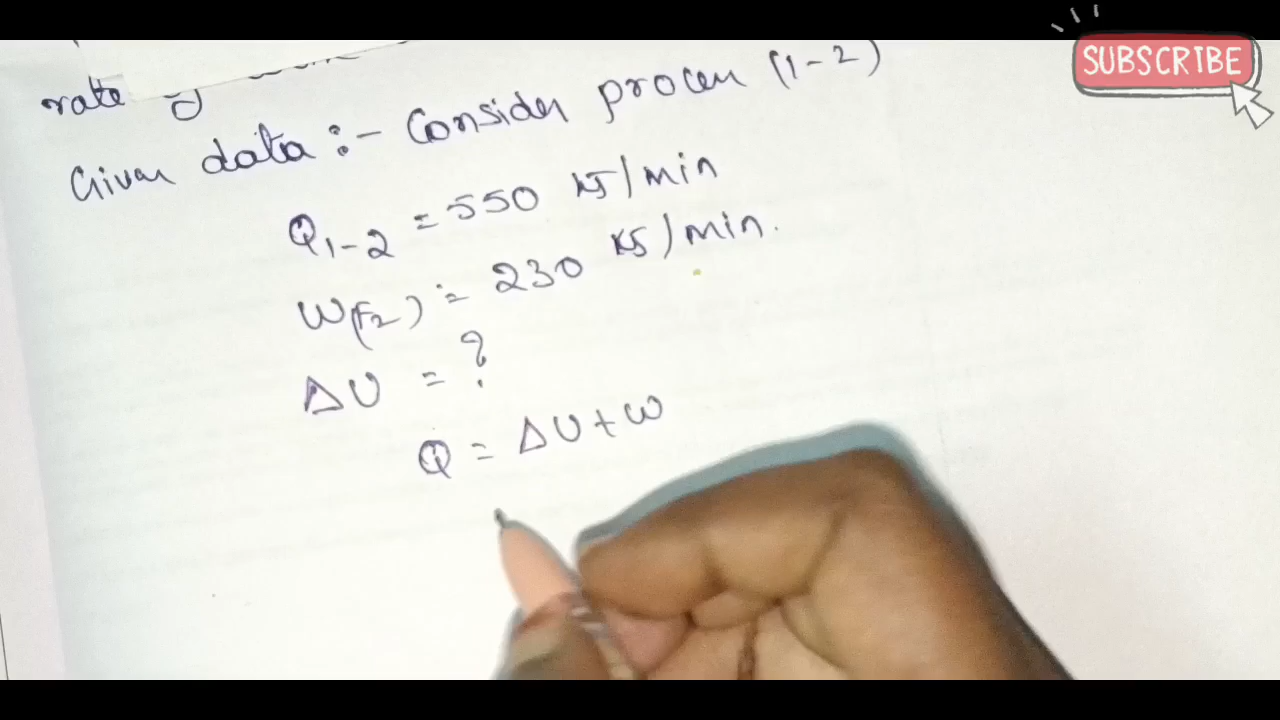 SUBSCRIBE
rate
Given data :- Consider process (1-2)
Q1-2 = 550 KJ/min
W(1-2) = 230 KJ/min.
ΔU = ?
Q = ΔU + W